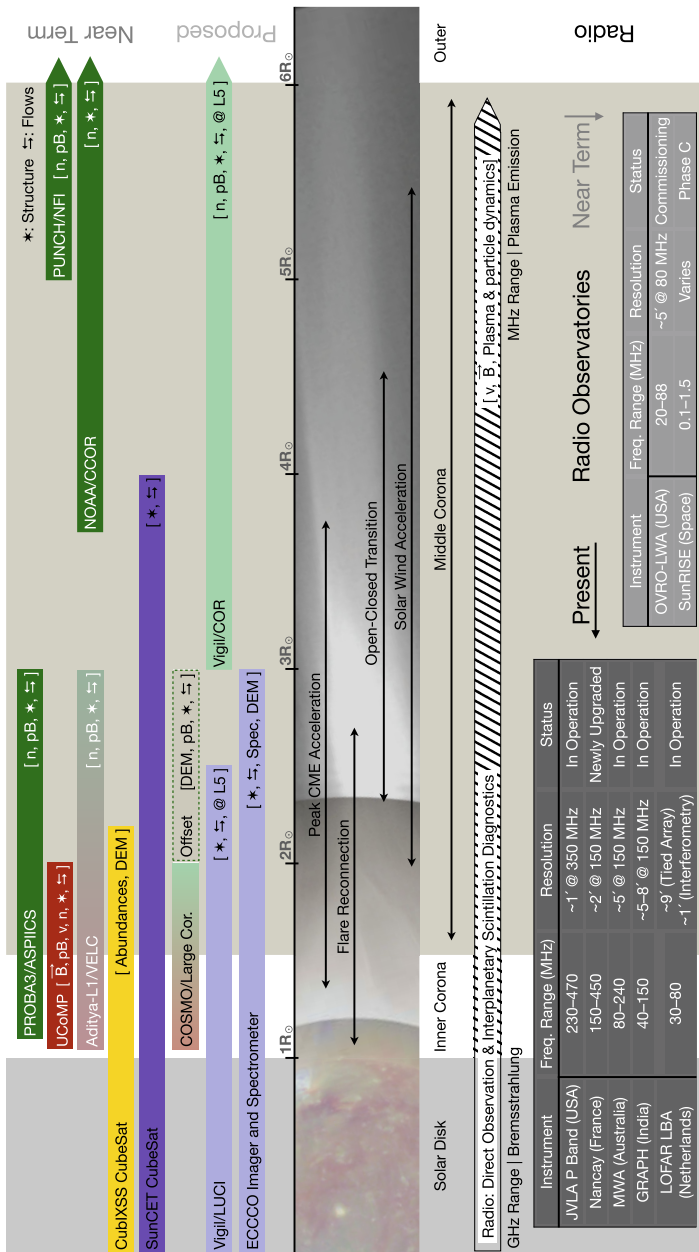 Near Term
Proposed
✶: Structure ⇆: Flows
PROBA3/ASPIICS [ n, pB, ✶, ⇆ ]
PUNCH/NFI [ n, pB, ✶, ⇆ ]
UCoMP [ B, pB, v, n, ✶, ⇆ ]
Aditya-L1/VELC [ n, pB, ✶, ⇆ ]
NOAA/CCOR [ n, ✶, ⇆ ]
CubIXSS CubeSat [ Abundances, DEM ]
SunCET CubeSat [ ✶, ⇆ ]
COSMO/Large Cor. Offset [DEM, pB, ✶, ⇆ ]
Vigil/LUCI [ ✶, ⇆, @ L5 ]
Vigil/COR [ n, pB, ✶, ⇆, @ L5 ]
ECCCO Imager and Spectrometer [ ✶, ⇆, Spec, DEM ]
1R⊙ 2R⊙ 3R⊙ 4R⊙ 5R⊙ 6R⊙
Peak CME Acceleration
Flare Reconnection
Open-Closed Transition
Solar Wind Acceleration
Solar Disk Inner Corona Middle Corona Outer
Radio: Direct Observation & Interplanetary Scintillation Diagnostics [ v, B, Plasma & particle dynamics]
GHz Range | Bremsstrahlung MHz Range | Plasma Emission
Radio
Present Radio Observatories Near Term
Instrument Freq. Range (MHz) Resolution Status
JVLA P Band (USA) 230–470 ~1′ @ 350 MHz In Operation
Nancay (France) 150–450 ~2′ @ 150 MHz Newly Upgraded
MWA (Australia) 80–240 ~5′ @ 150 MHz In Operation
GRAPH (India) 40–150 ~5–8′ @ 150 MHz In Operation
LOFAR LBA (Netherlands) 30–80 ~9′ (Tied Array) ~1′ (Interferometry) In Operation
Instrument Freq. Range (MHz) Resolution Status
OVRO-LWA (USA) 20–88 ~5′ @ 80 MHz Commissioning
SunRISE (Space) 0.1–1.5 Varies Phase C